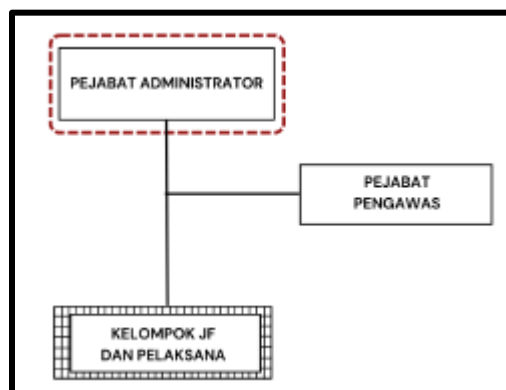 PEJABAT ADMINISTRATOR
PEJABAT
PENGAWAS
KELOMPOK JF
DAN PELAKSANA